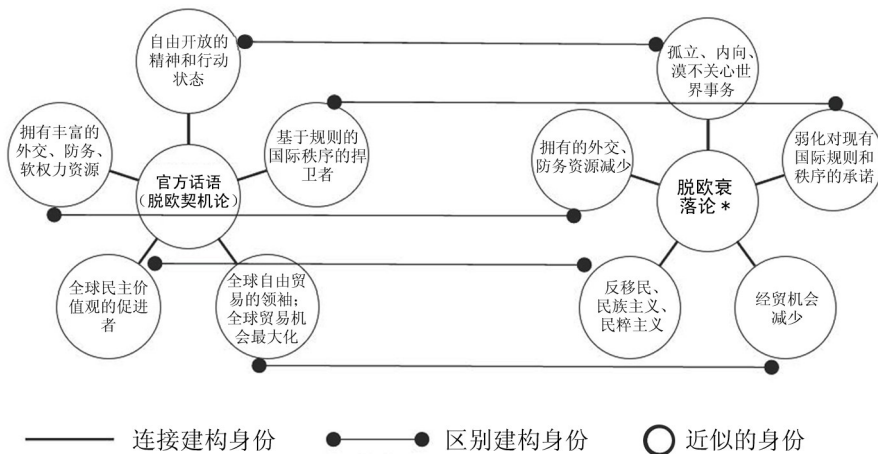 自由开放的
精神和行动
状态
拥有丰富的
外交、防务、
软权力资源
基于规则的
国际秩序的捍
卫者
官方话语
（脱欧契机论）
全球民主价
值观的促进
者
全球自由贸
易的领袖；
全球贸易机
会最大化
孤立、内向、
漠不关心世
界事务
拥有的外交、
防务资源减少
弱化对现有
国际规则和
秩序的承诺
脱欧衰
落论*
反移民、
民族主义、
民粹主义
经贸机会
减少
连接建构身份
区别建构身份
近似的身份